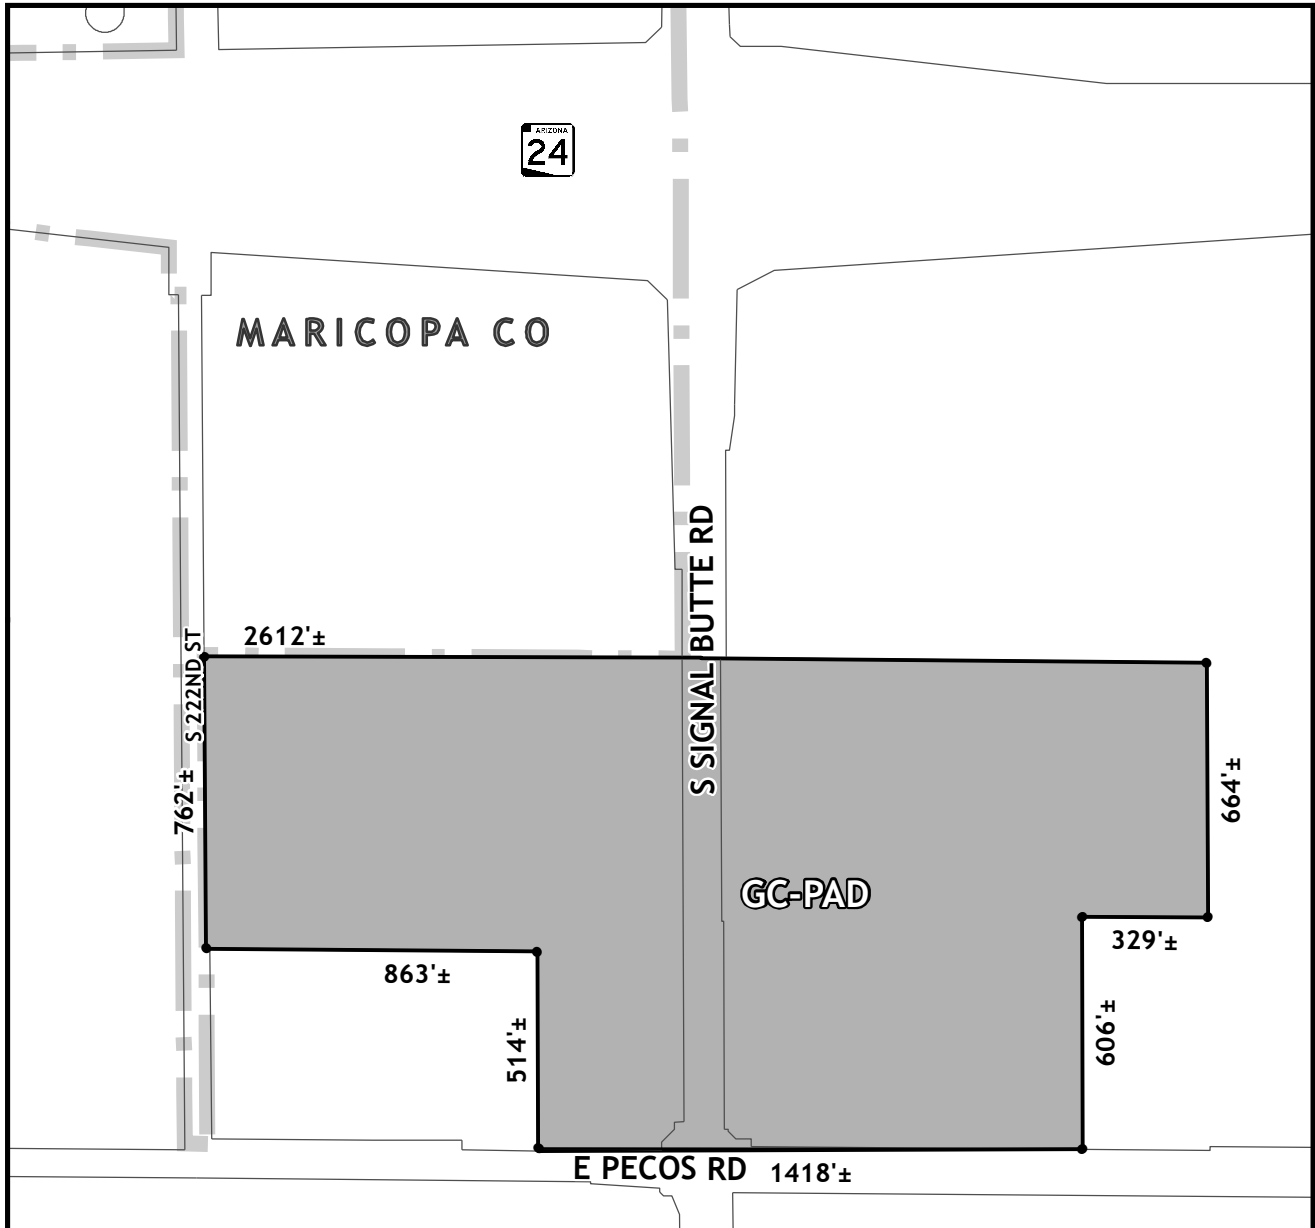 ARIZONA
24
MARICOPA CO
S SIGNAL BUTTE RD
2612'±
S 222ND ST
762'±
664'±
GC-PAD
329'±
863'±
514'±
606'±
E PECOS RD
1418'±